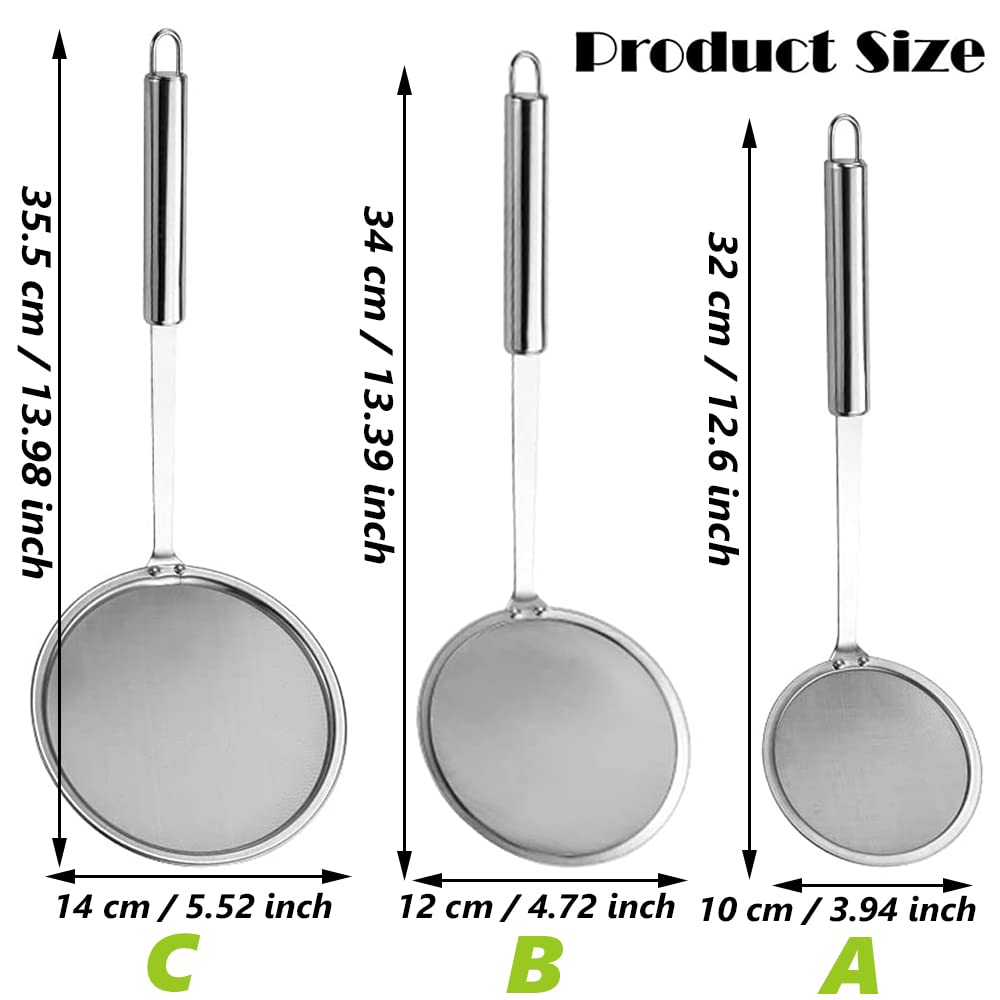 Product Size
35.5 cm / 13.98 inch
34 cm / 13.39 inch
32 cm / 12.6 inch
14 cm / 5.52 inch
12 cm / 4.72 inch
10 cm / 3.94 inch
C
B
A